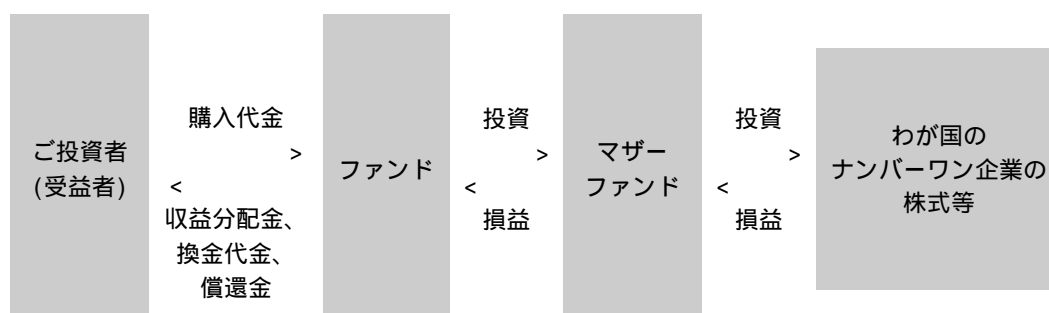 ご投資者
(受益者)
購入代金
>
<
収益分配金、
換金代金、
償還金
ファンド
投資
>
<
損益
マザー
ファンド
投資
>
<
損益
わが国の
ナンバーワン企業の
株式等